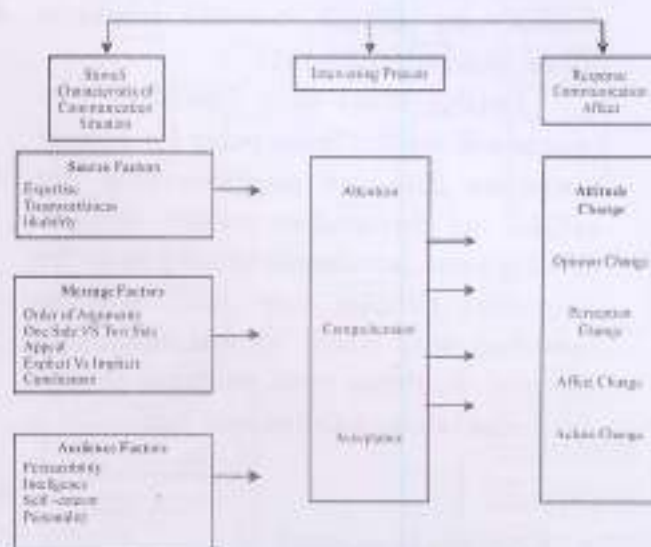 Stimuli
Characteristic of
Communication
Situation
Intervening Process
Response
Communication
Affect
Source Factors
Expertise
Trustworthiness
Likability
Message Factors
Order of Arguments
One Side VS Two Sides
Appeal
Explicit Vs Implicit
Conclusions
Audience Factors
Persuasibility
Intelligence
Self-esteem
Personality
Attention
Comprehension
Acceptance
Attitude
Change
Opinion Change
Perception
Change
Affect Change
Action Change